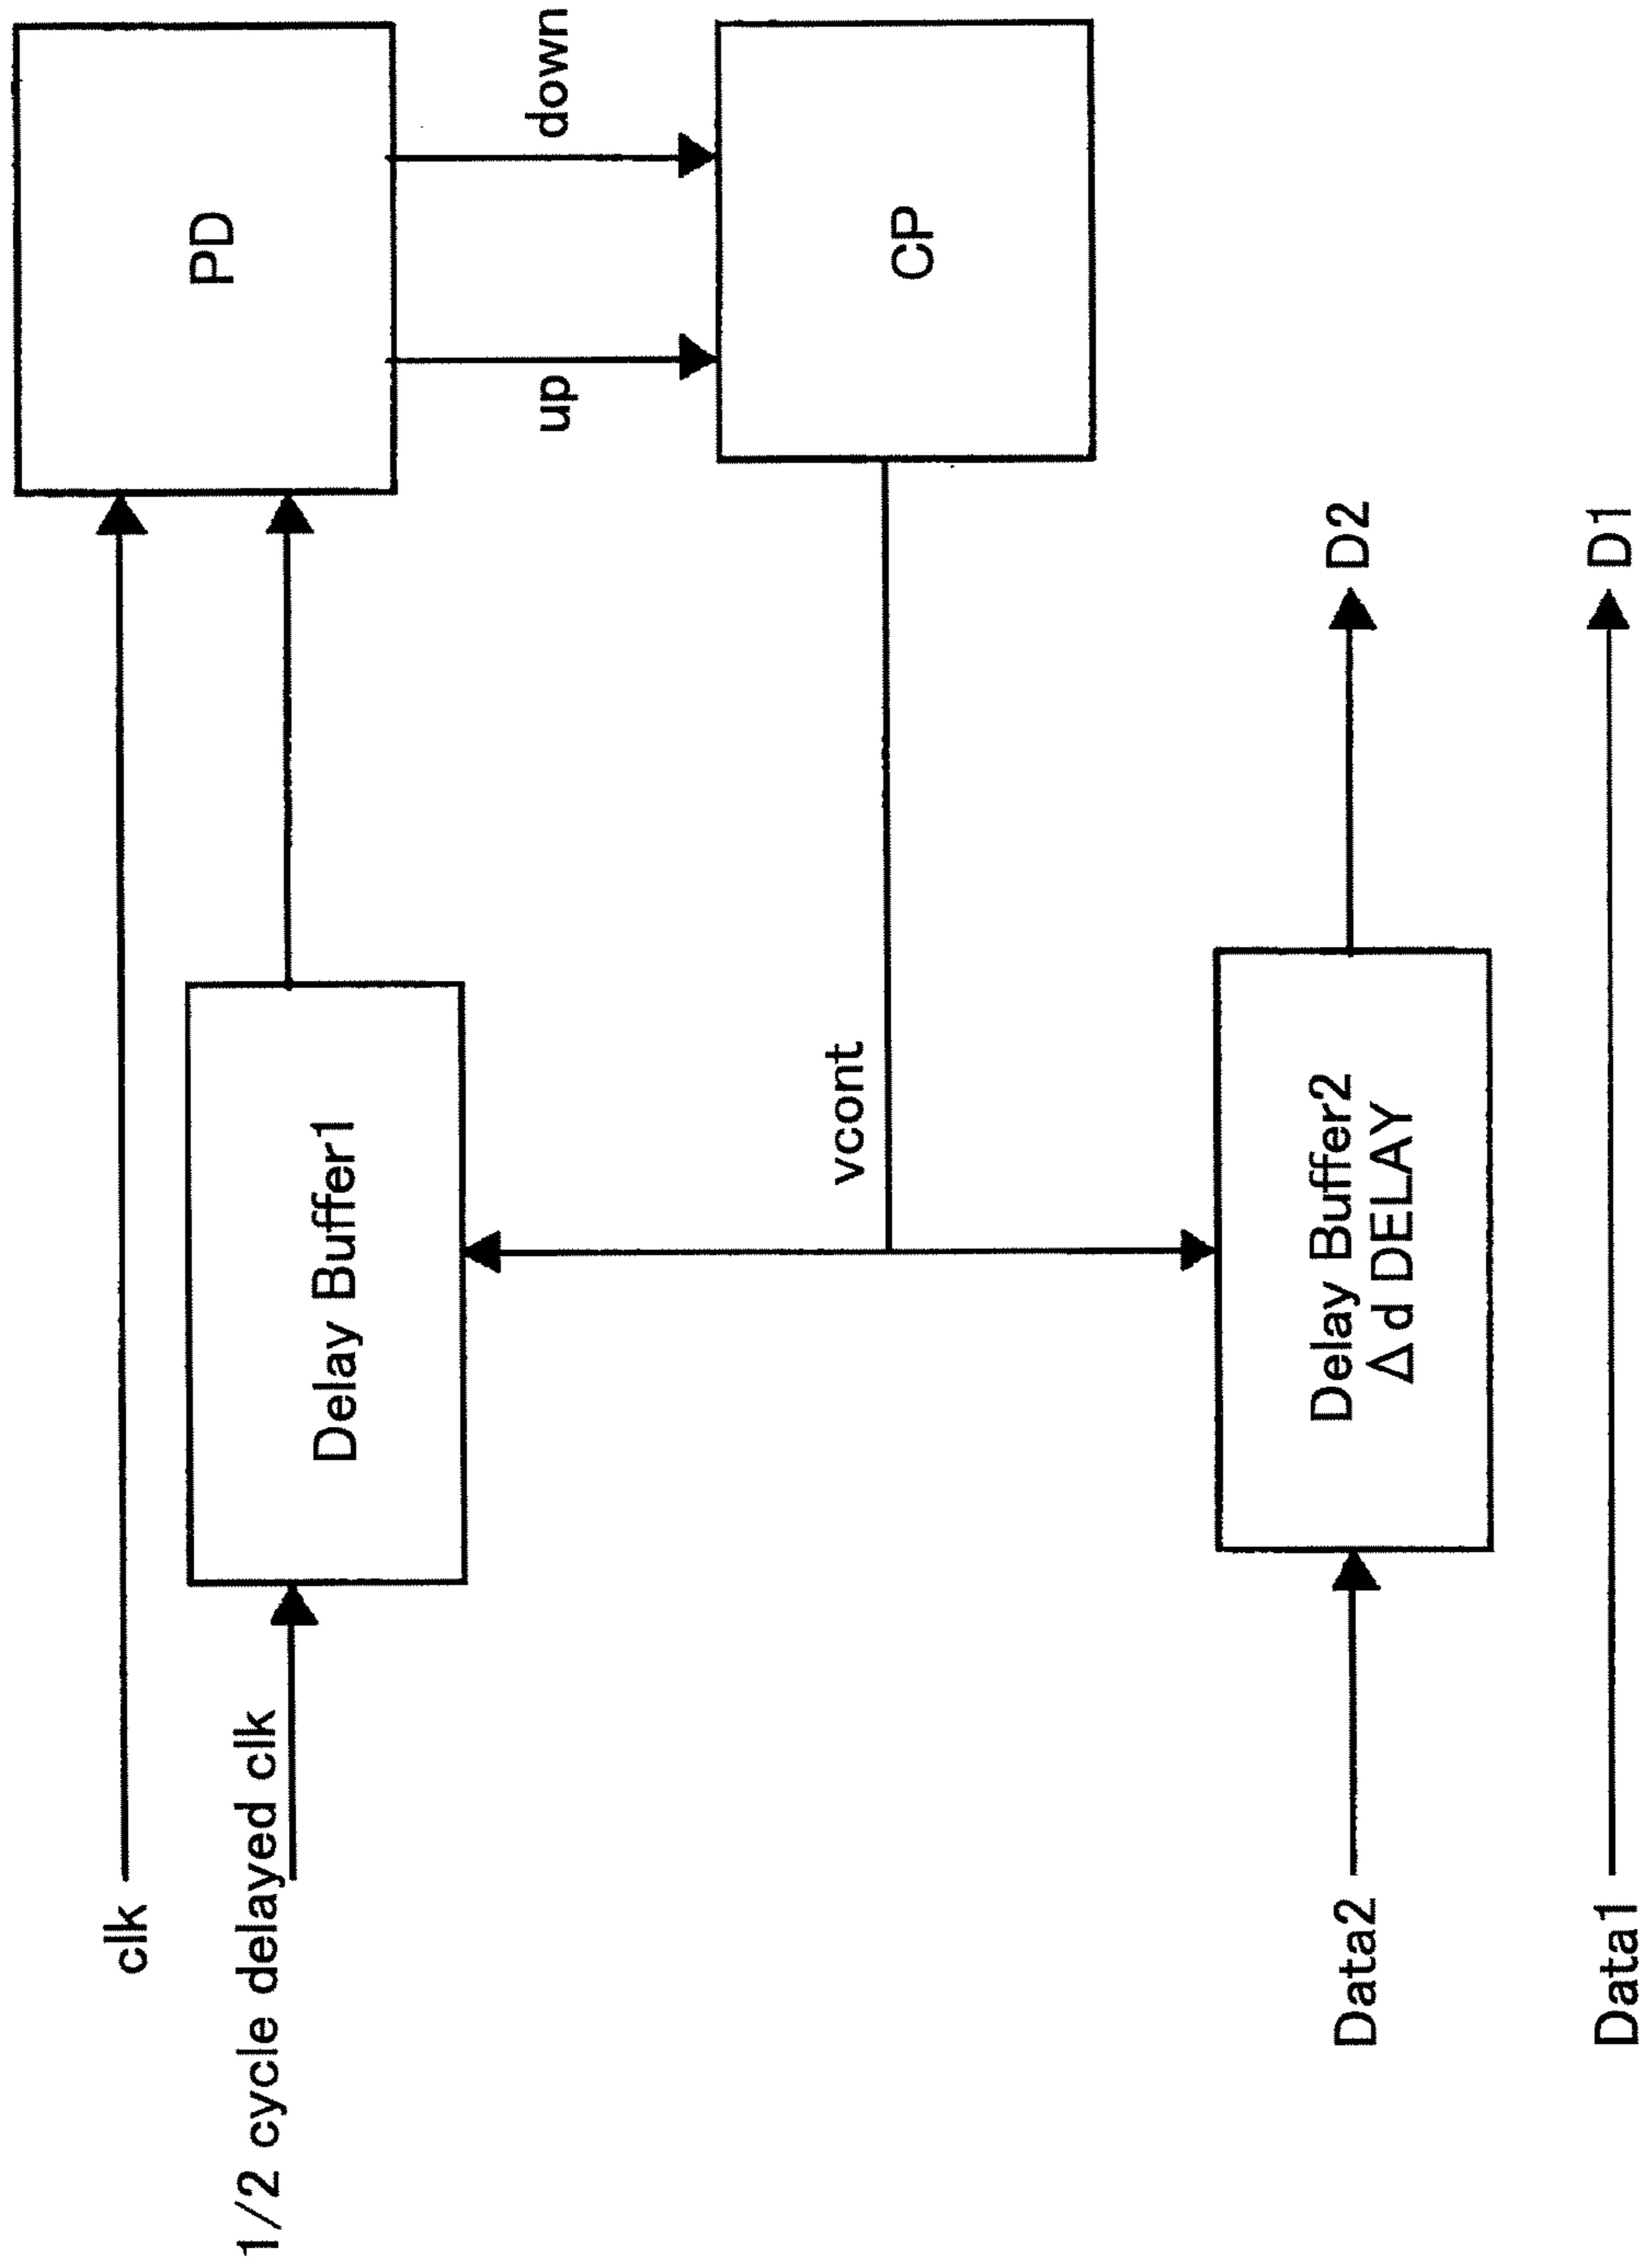 clk
1/2 cycle delayed clk
Delay Buffer1
PD
up
down
vcont
CP
Data2
Delay Buffer2
Δd DELAY
D2
Data1
D1